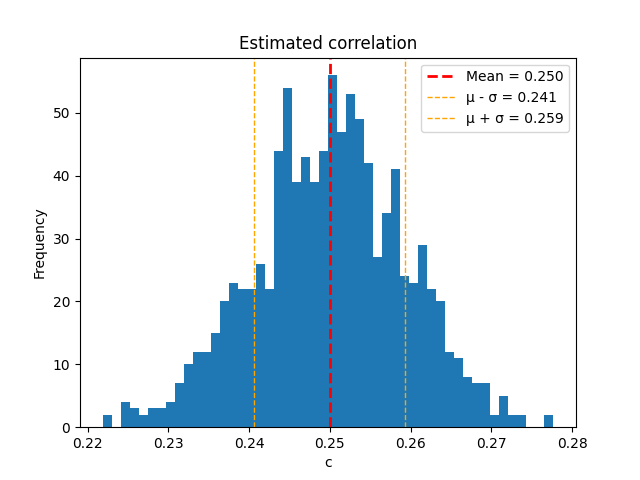 Estimated correlation
Mean = 0.250
μ - σ = 0.241
μ + σ = 0.259
Frequency
50
40
30
20
10
0
0.22 0.23 0.24 0.25 0.26 0.27 0.28
c